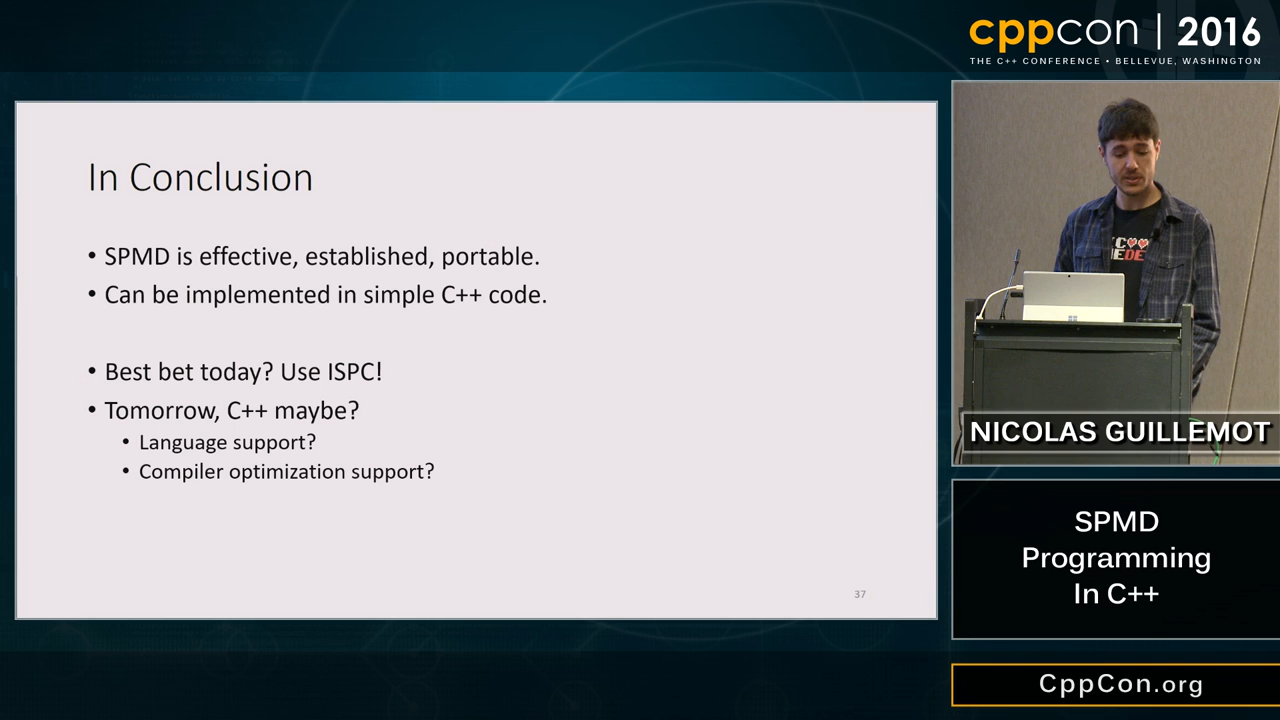 cppcon | 2016
THE C++ CONFERENCE • BELLEVUE, WASHINGTON
In Conclusion
• SPMD is effective, established, portable.
• Can be implemented in simple C++ code.
• Best bet today? Use ISPC!
• Tomorrow, C++ maybe?
• Language support?
• Compiler optimization support?
37
NICOLAS GUILLEMOT
SPMD
Programming
In C++
CppCon.org